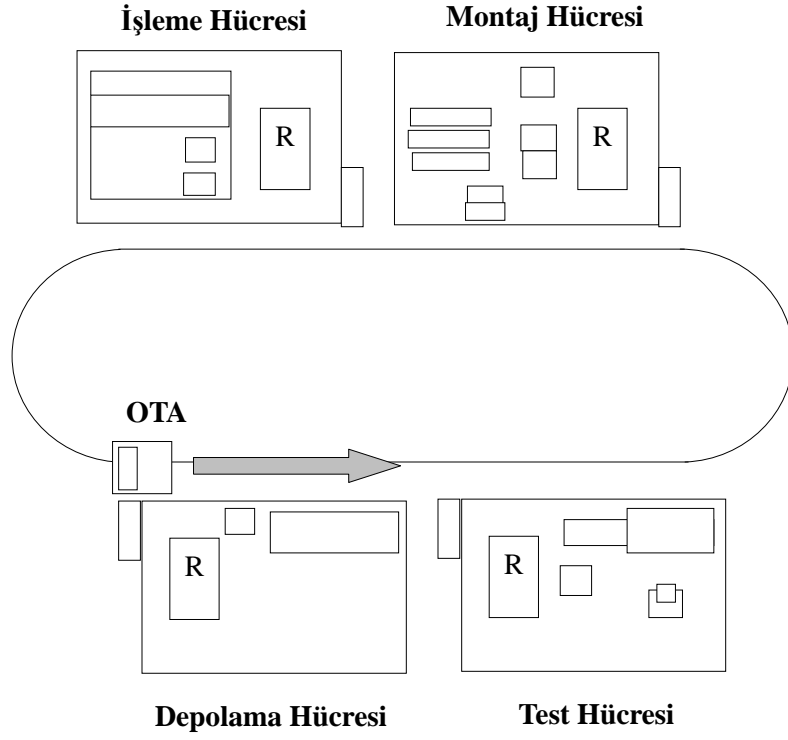 İşleme Hücresi
Montaj Hücresi
R
R
OTA
R
R
Depolama Hücresi
Test Hücresi